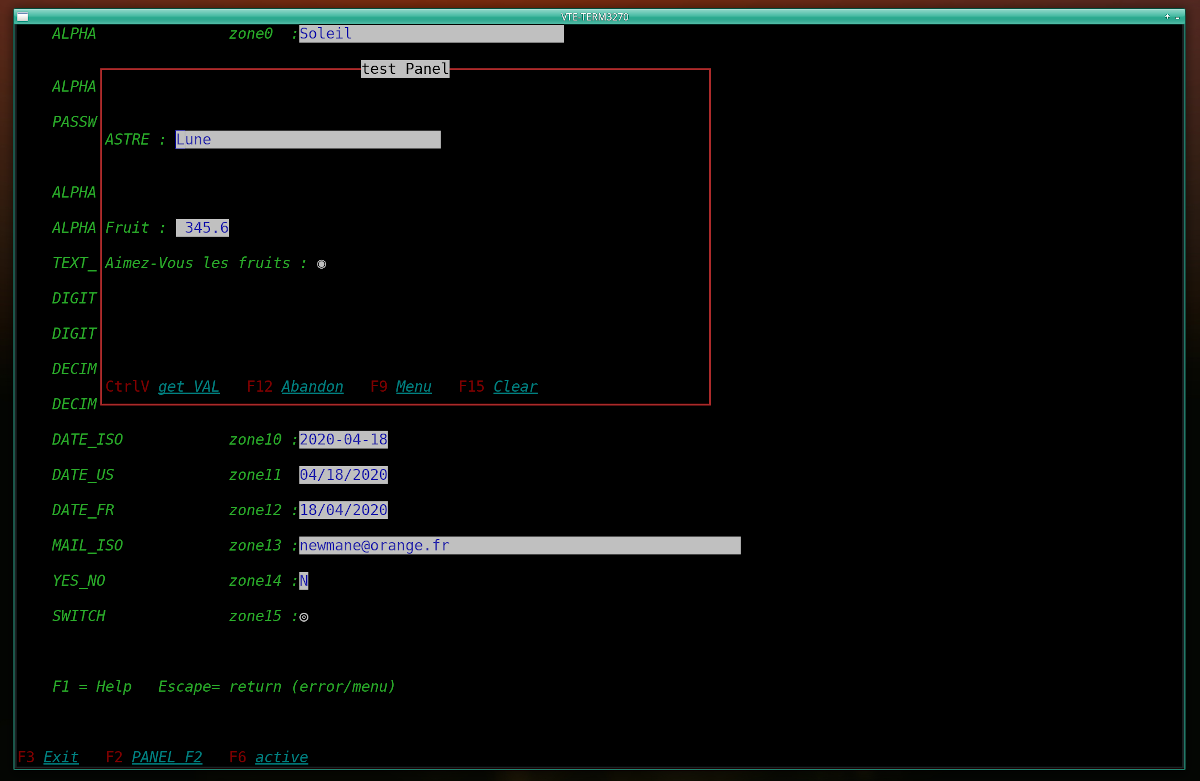 VTE TERM3270
ALPHA zone0 :Soleil
test Panel
ALPHA
PASSW
ASTRE : Lune
ALPHA
ALPHA Fruit : 345.6
TEXT_ Aimez-Vous les fruits : ◉
DIGIT
DIGIT
DECIM
CtrlV get VAL F12 Abandon F9 Menu F15 Clear
DECIM
DATE_ISO zone10 :2020-04-18
DATE_US zone11 04/18/2020
DATE_FR zone12 :18/04/2020
MAIL_ISO zone13 :newmane@orange.fr
YES_NO zone14 :N
SWITCH zone15 :◎
F1 = Help Escape= return (error/menu)
F3 Exit F2 PANEL_F2 F6 active